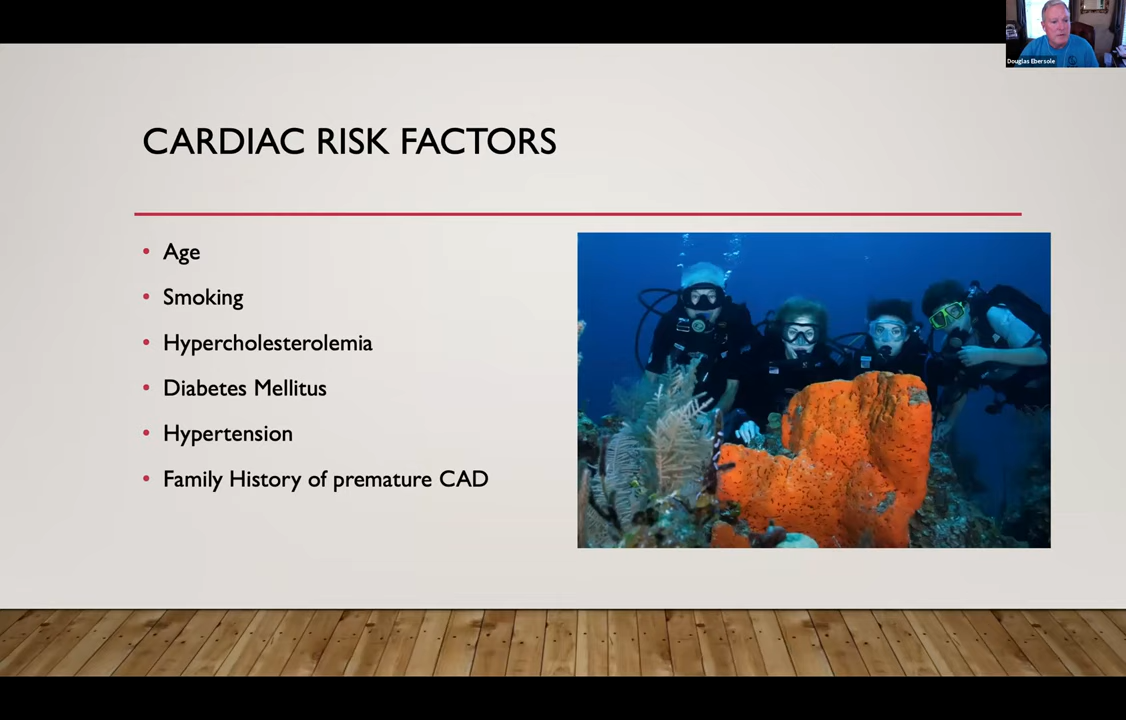 Douglas Ebersole
CARDIAC RISK FACTORS
• Age
• Smoking
• Hypercholesterolemia
• Diabetes Mellitus
• Hypertension
• Family History of premature CAD